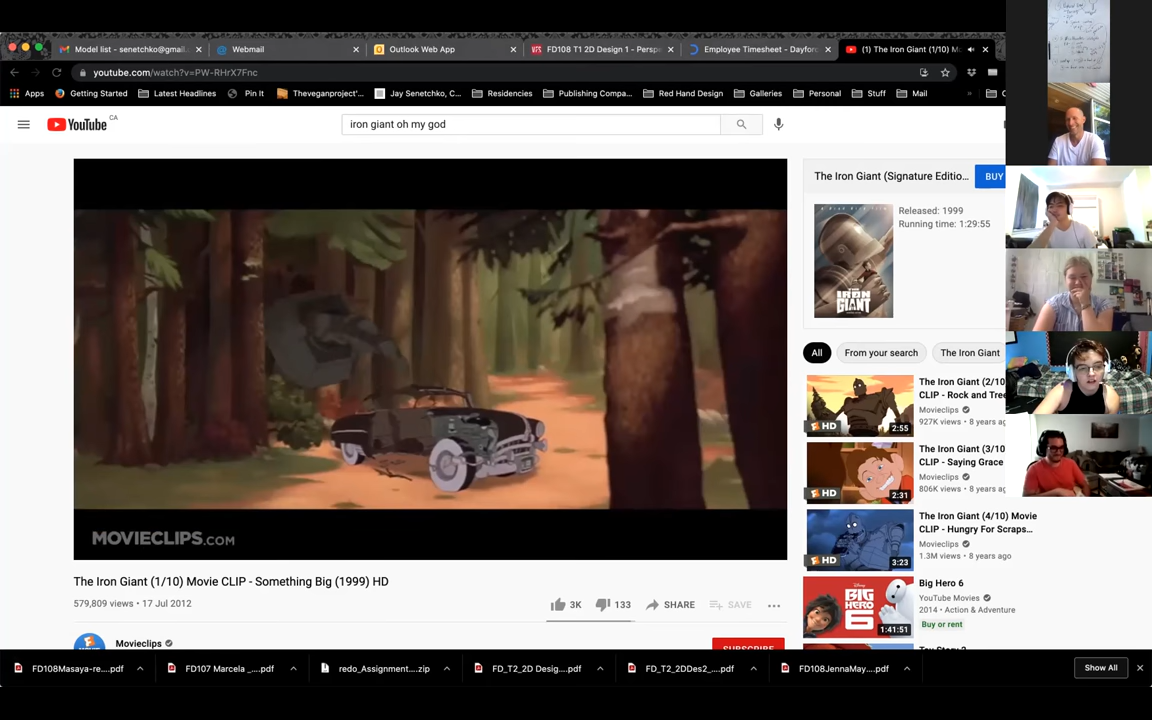 Model list - senetchko@gmail.
Webmail
Outlook Web App
FD108 T1 2D Design 1 - Perspe
Employee Timesheet - Dayfor
(1) The Iron Giant (1/10) Mo
youtube.com/watch?v=PW-RHrX7Fnc
Apps
Getting Started
Latest Headlines
Pin It
Theveganproject'...
Jay Senetchko, C...
Residencies
Publishing Compa...
Red Hand Design
Galleries
Personal
Stuff
Mail
YouTube CA
iron giant oh my god
The Iron Giant (Signature Editio...
BUY
Released: 1999
Running time: 1:29:55
IRON GIANT
All
From your search
The Iron Giant
The Iron Giant (2/10
CLIP - Rock and Tre
Movieclips
927K views • 8 years ag
HD
2:55
The Iron Giant (3/10
CLIP - Saying Grace
Movieclips
806K views • 8 years ag
HD
2:31
The Iron Giant (4/10) Movie
CLIP - Hungry For Scraps...
Movieclips
1.3M views • 8 years ago
HD
3:23
Big Hero 6
YouTube Movies
2014 • Action & Adventure
Buy or rent
BIG HERO 6
1:41:51
MOVIECLIPS.COM
The Iron Giant (1/10) Movie CLIP - Something Big (1999) HD
579,809 views • 17 Jul 2012
3K
133
SHARE
SAVE
Movieclips
SUBSCRIBE
FD108Masaya-re....pdf
FD107 Marcela _....pdf
redo_Assignment....zip
FD_T2_2D Desig....pdf
FD_T2_2DDes2_....pdf
FD108JennaMay....pdf
Show All